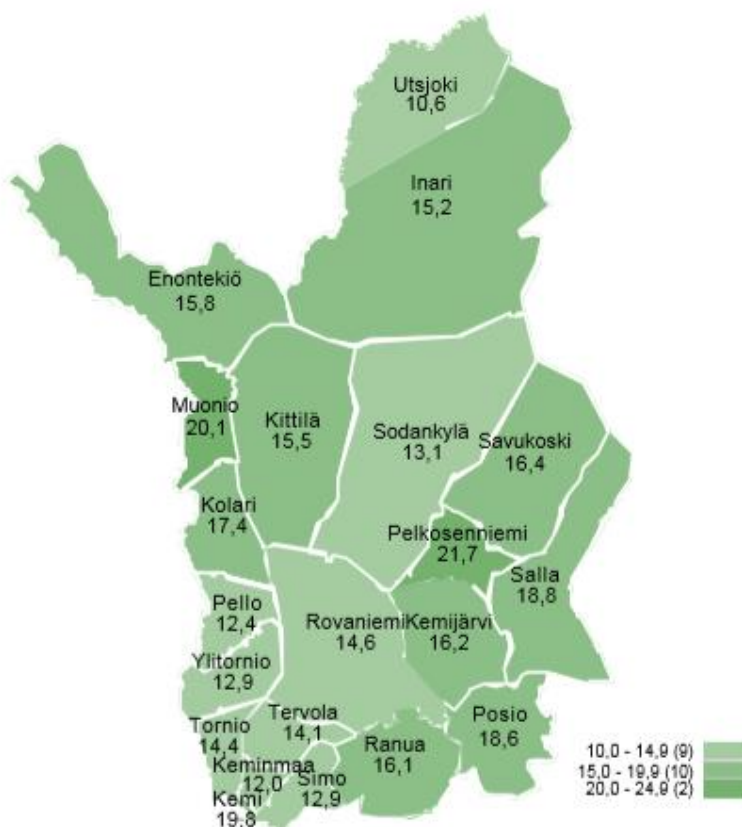 Utsjoki
10,6
Inari
15,2
Enontekiö
15,8
Muonio
20,1
Kittilä
15,5
Sodankylä
13,1
Savukoski
16,4
Kolari
17,4
Pelkosenniemi
21,7
Salla
18,8
Pello
12,4
Rovaniemi
14,6
Kemijärvi
16,2
Ylitornio
12,9
Tornio
14,4
Tervola
14,1
Ranua
16,1
Posio
18,6
Keminmaa
12,0
Simo
12,9
Kemi
19,8
10,0 - 14,9 (9)
15,0 - 19,9 (10)
20,0 - 24,9 (2)